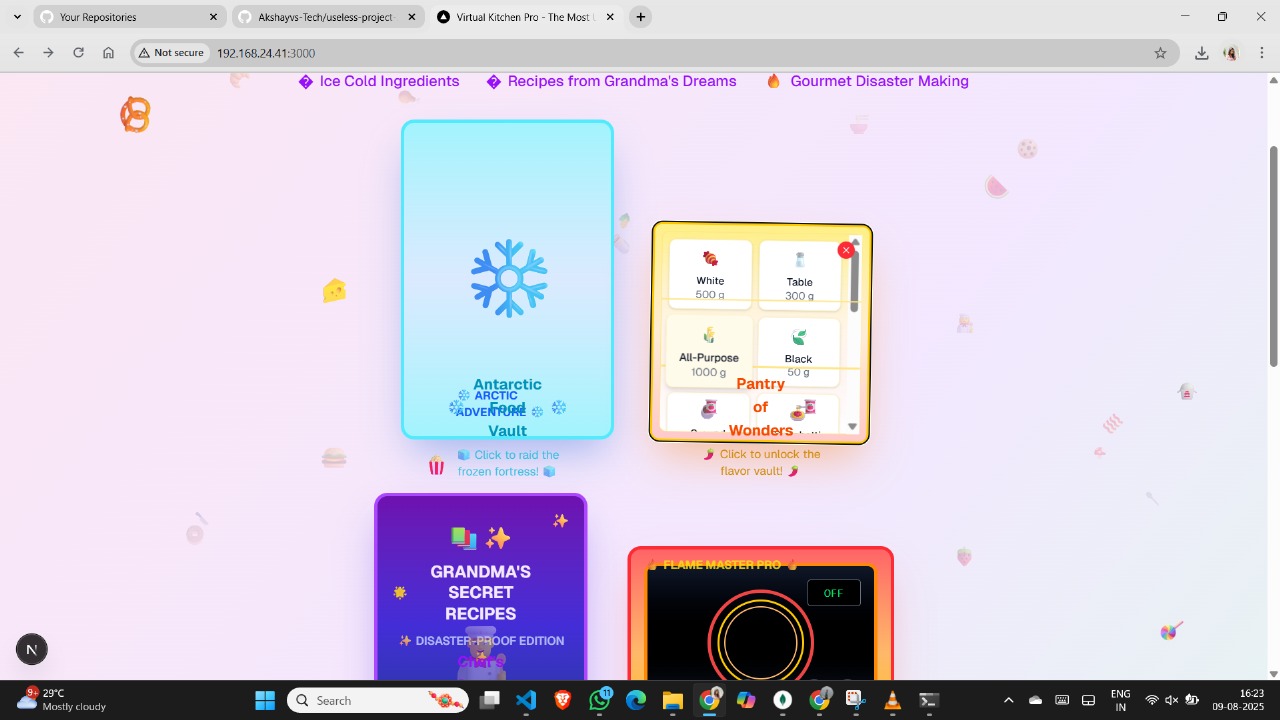 Your Repositories
Akshayvs-Tech/useless-project-
Virtual Kitchen Pro - The Most
Not secure
192.168.24.41:3000
� Ice Cold Ingredients
� Recipes from Grandma's Dreams
Gourmet Disaster Making
White
500 g
Table
300 g
All-Purpose
1000 g
Black
50 g
Antarctic
Food
Vault
ARCTIC
ADVENTURE
Pantry
of
Wonders
Click to raid the
frozen fortress!
Click to unlock the
flavor vault!
GRANDMA'S
SECRET
RECIPES
DISASTER-PROOF EDITION
Chef's
FLAME MASTER PRO
OFF
N
9+
29°C
Mostly cloudy
Search
11
ENG
IN
16:23
09-08-2025